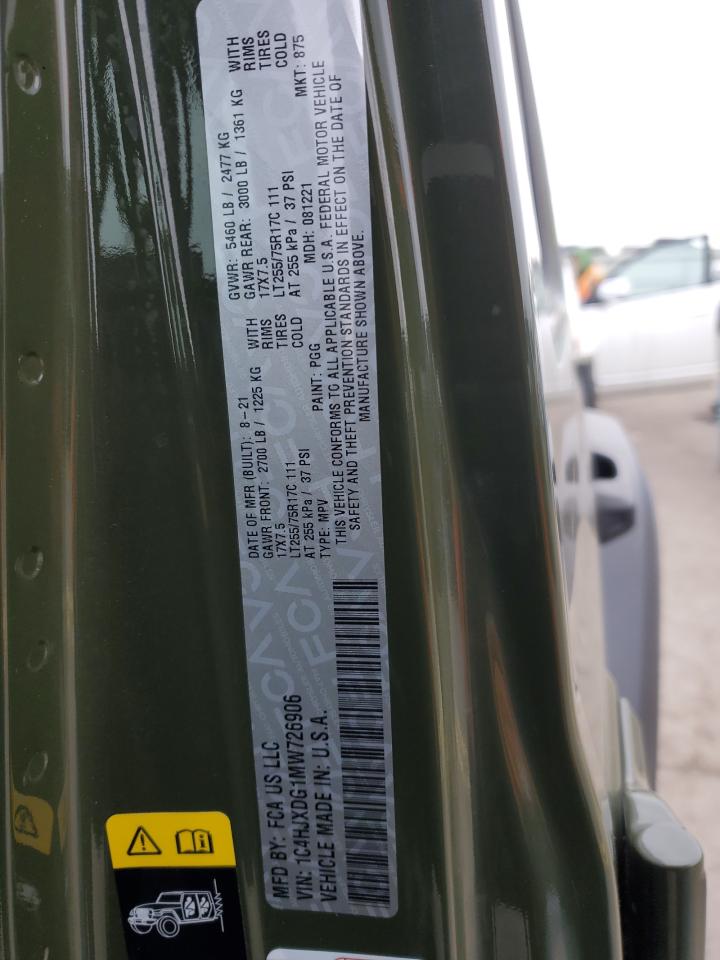 MFD BY: FCA US LLC
VIN: 1C4HJXDG1MW726906
VEHICLE MADE IN: U.S.A.
DATE OF MFR (BUILT): 8-21 GVWR: 5460 LB / 2477 KG
GAWR FRONT: 2700 LB / 1225 KG WITH GAWR REAR: 3000 LB / 1361 KG WITH
17X7.5 RIMS 17X7.5 RIMS
LT255/75R17C 111 TIRES LT255/75R17C 111 TIRES
AT 255 kPa / 37 PSI COLD AT 255 kPa / 37 PSI COLD
TYPE: MPV PAINT: PGG MDH: 081221 MKT: 875
THIS VEHICLE CONFORMS TO ALL APPLICABLE U.S.A. FEDERAL MOTOR VEHICLE
SAFETY AND THEFT PREVENTION STANDARDS IN EFFECT ON THE DATE OF
MANUFACTURE SHOWN ABOVE.